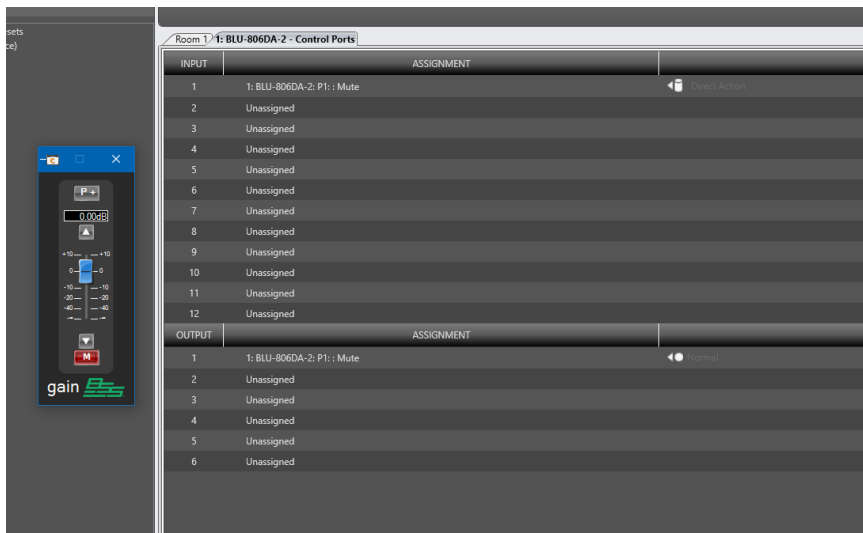 esets
ce)
Room 1
1: BLU-806DA-2 - Control Ports
INPUT ASSIGNMENT
1 1: BLU-806DA-2: P1: : Mute Direct Action
2 Unassigned
3 Unassigned
4 Unassigned
5 Unassigned
6 Unassigned
7 Unassigned
8 Unassigned
9 Unassigned
10 Unassigned
11 Unassigned
12 Unassigned
OUTPUT ASSIGNMENT
1 1: BLU-806DA-2: P1: : Mute Normal
2 Unassigned
3 Unassigned
4 Unassigned
5 Unassigned
6 Unassigned
C
P +
0.00dB
+10 +10
0 0
-10 -10
-20 -20
-40 -40
-∞ -∞
M
gain BSS